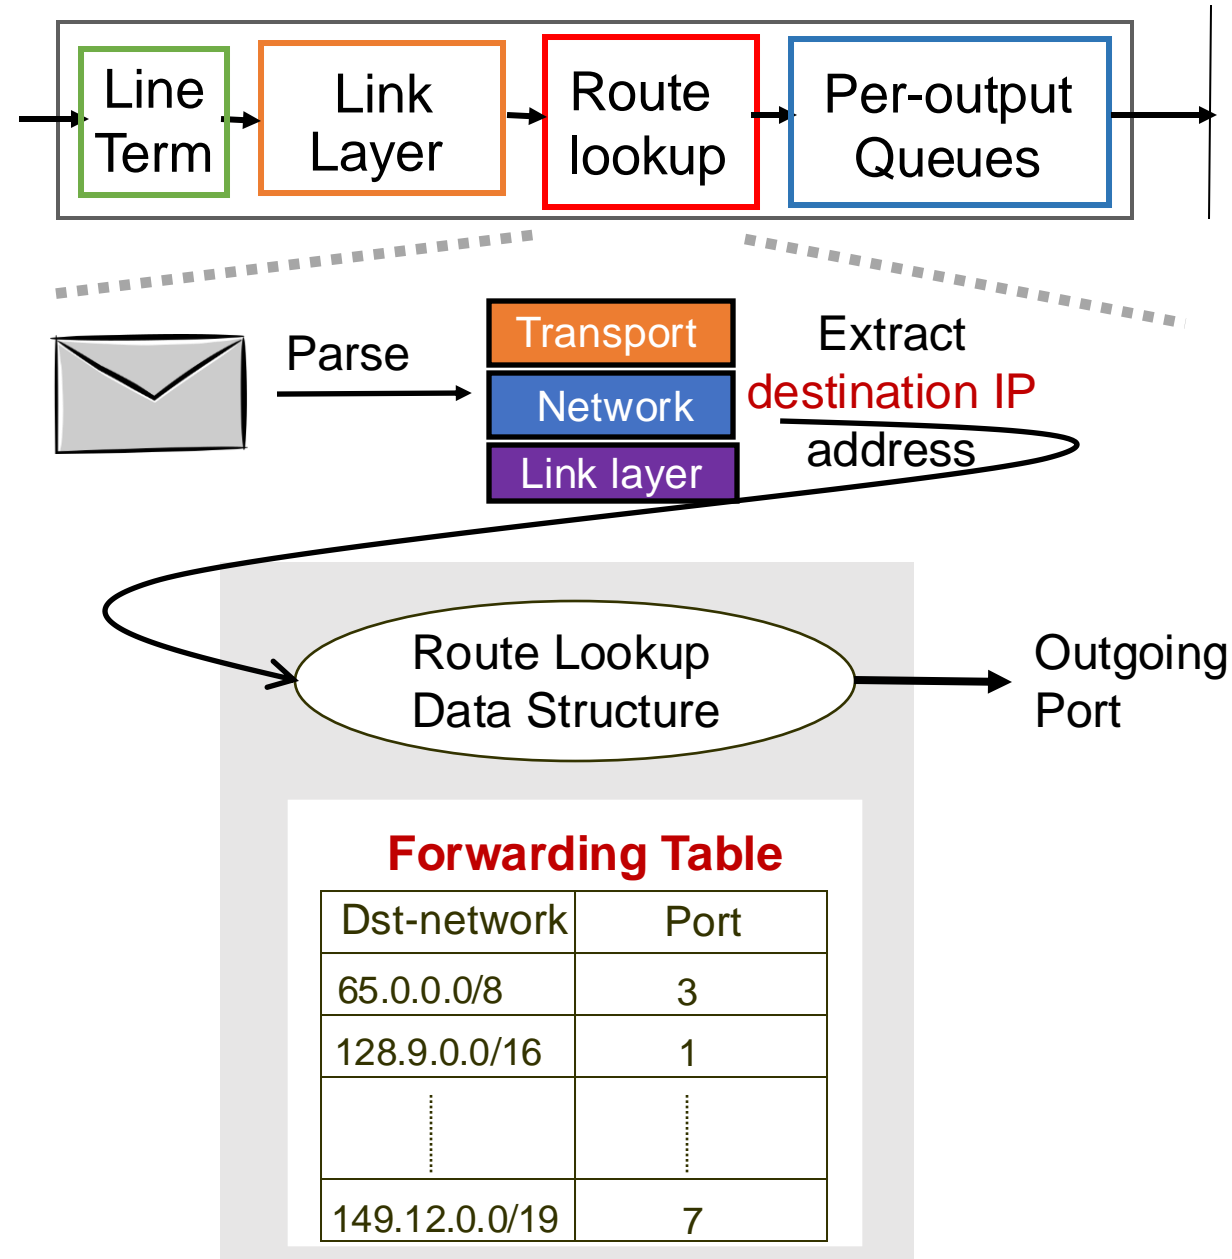 Line
Term
Link
Layer
Route
lookup
Per-output
Queues
Parse
Transport
Network
Link layer
Extract
destination IP
address
Route Lookup
Data Structure
Outgoing
Port
Forwarding Table
Dst-network Port
65.0.0.0/8 3
128.9.0.0/16 1
149.12.0.0/19 7